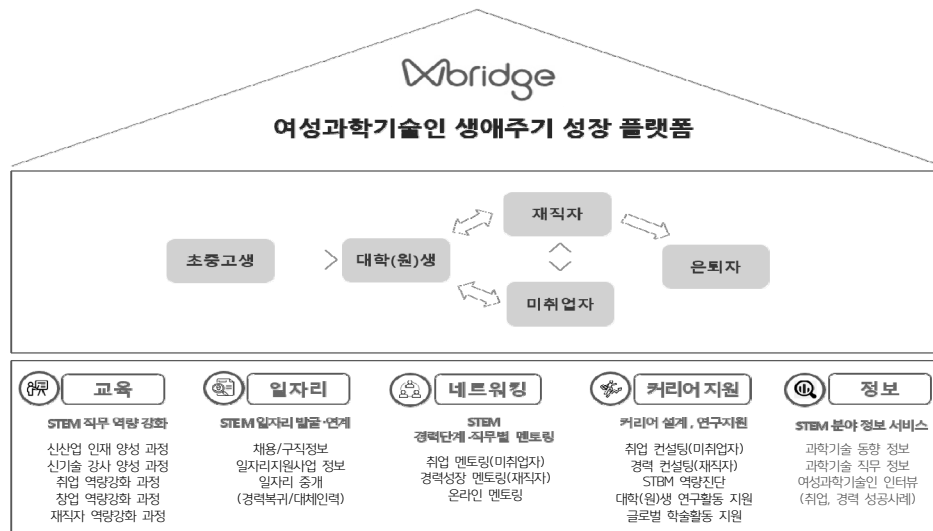 Wbridge
여성과학기술인 생애주기 성장 플랫폼
재직자
초중고생
대학(원)생
은퇴자
미취업자
교육
STEM 직무 역량 강화
신산업 인재 양성 과정
신기술 강사 양성 과정
취업 역량강화 과정
창업 역량강화 과정
재직자 역량강화 과정
일자리
STEM 일자리 발굴·연계
채용/구직정보
일자리지원사업 정보
일자리 중개
(경력복귀/대체인력)
네트워킹
STEM
경력단계·직무별 멘토링
취업 멘토링(미취업자)
경력성장 멘토링(재직자)
온라인 멘토링
커리어지원
커리어 설계, 연구지원
취업 컨설팅(미취업자)
경력 컨설팅(재직자)
STEM 역량진단
대학(원)생 연구활동 지원
글로벌 학술활동 지원
정보
STEM 분야 정보 서비스
과학기술 동향 정보
과학기술 직무 정보
여성과학기술인 인터뷰
(취업, 경력 성공사례)